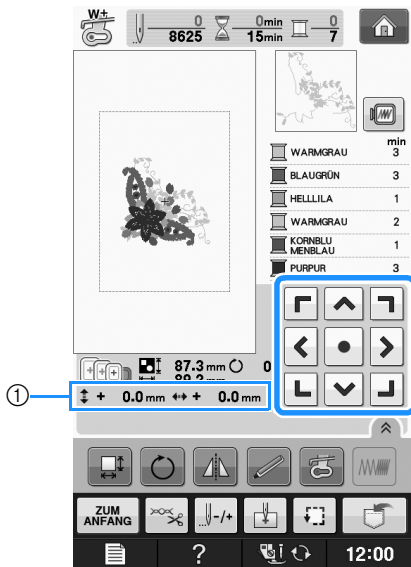 W+
0 0min 0
8625 15min 7
min
WARMGRAU 3
BLAUGRÜN 3
HELLLILA 1
WARMGRAU 2
KORNBLU
MENBLAU 1
PURPUR 3
87.3 mm 0
+ 0.0 mm + 0.0 mm
1
ZUM
ANFANG
-/+
?
12:00